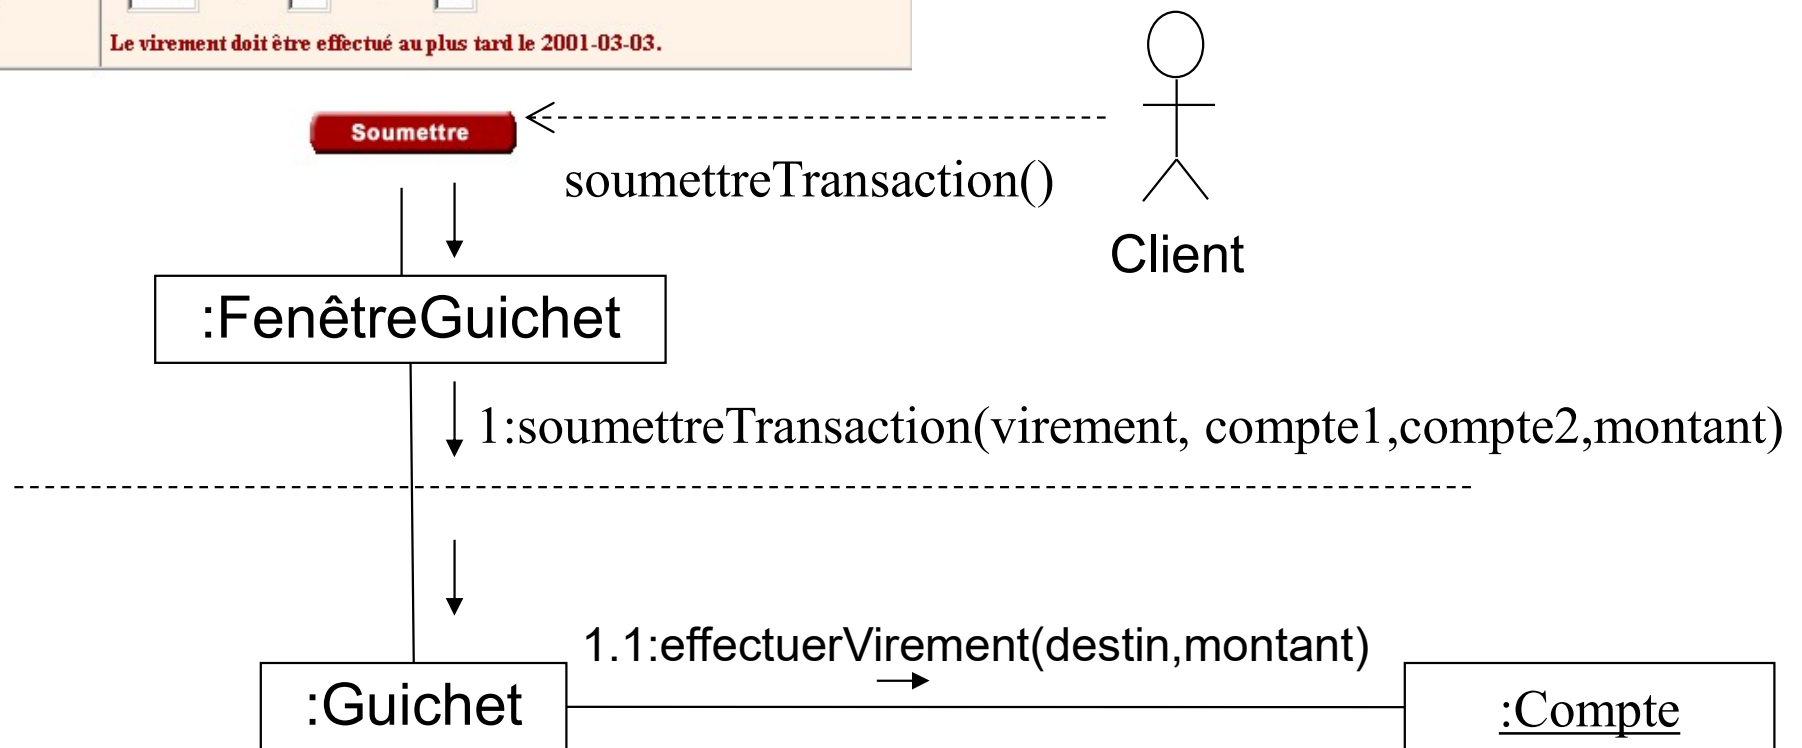 Le virement doit être effectué au plus tard le 2001-03-03.
Soumettre
soumettreTransaction()
Client
:FenêtreGuichet
1:soumettreTransaction(virement, compte1,compte2,montant)
1.1:effectuerVirement(destin,montant)
:Guichet
:Compte